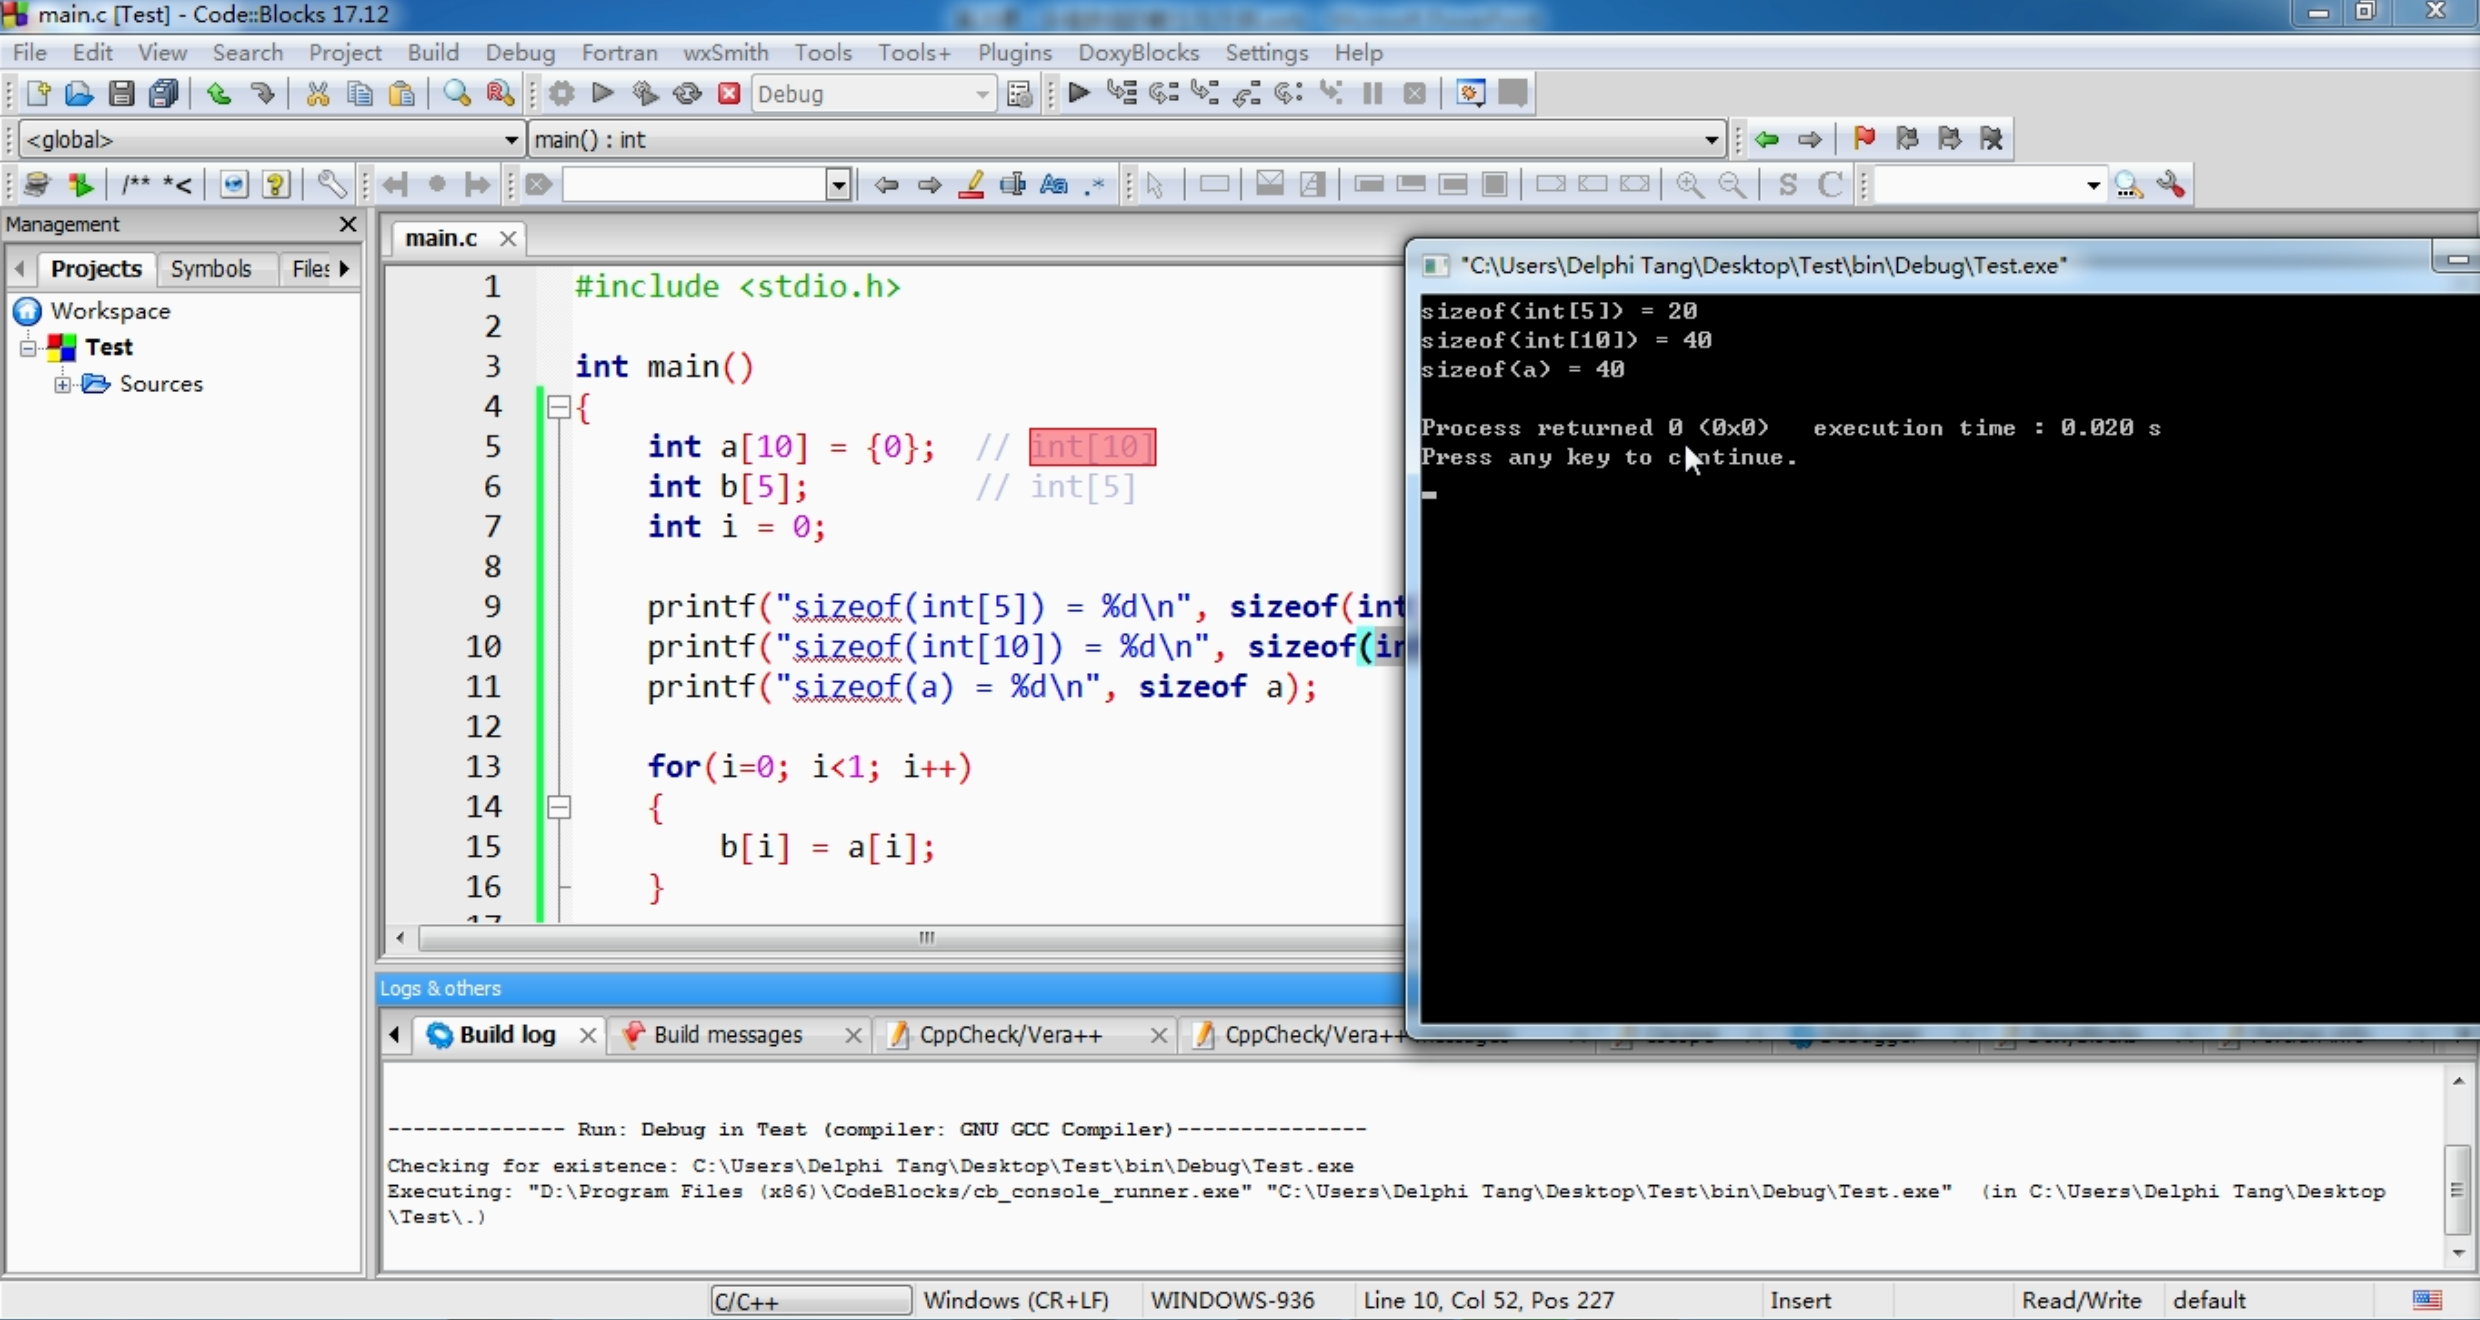 main.c [Test] - Code::Blocks 17.12
File Edit View Search Project Build Debug Fortran wxSmith Tools Tools+ Plugins DoxyBlocks Settings Help
Debug
<global> main() : int
/** *<
S C
Management
Projects Symbols Files
Workspace
Test
Sources
main.c
1 #include <stdio.h>
2
3 int main()
4 {
5 int a[10] = {0}; // int[10]
6 int b[5]; // int[5]
7 int i = 0;
8
9 printf("sizeof(int[5]) = %d\n", sizeof(int
10 printf("sizeof(int[10]) = %d\n", sizeof(in
11 printf("sizeof(a) = %d\n", sizeof a);
12
13 for(i=0; i<1; i++)
14 {
15 b[i] = a[i];
16 }
17
"C:\Users\Delphi Tang\Desktop\Test\bin\Debug\Test.exe"
sizeof(int[5]) = 20
sizeof(int[10]) = 40
sizeof(a) = 40
Process returned 0 (0x0) execution time : 0.020 s
Press any key to continue.
Logs & others
Build log Build messages CppCheck/Vera++ CppCheck/Vera++
-------------- Run: Debug in Test (compiler: GNU GCC Compiler)---------------
Checking for existence: C:\Users\Delphi Tang\Desktop\Test\bin\Debug\Test.exe
Executing: "D:\Program Files (x86)\CodeBlocks/cb_console_runner.exe" "C:\Users\Delphi Tang\Desktop\Test\bin\Debug\Test.exe" (in C:\Users\Delphi Tang\Desktop
\Test\.)
C/C++ Windows (CR+LF) WINDOWS-936 Line 10, Col 52, Pos 227 Insert Read/Write default